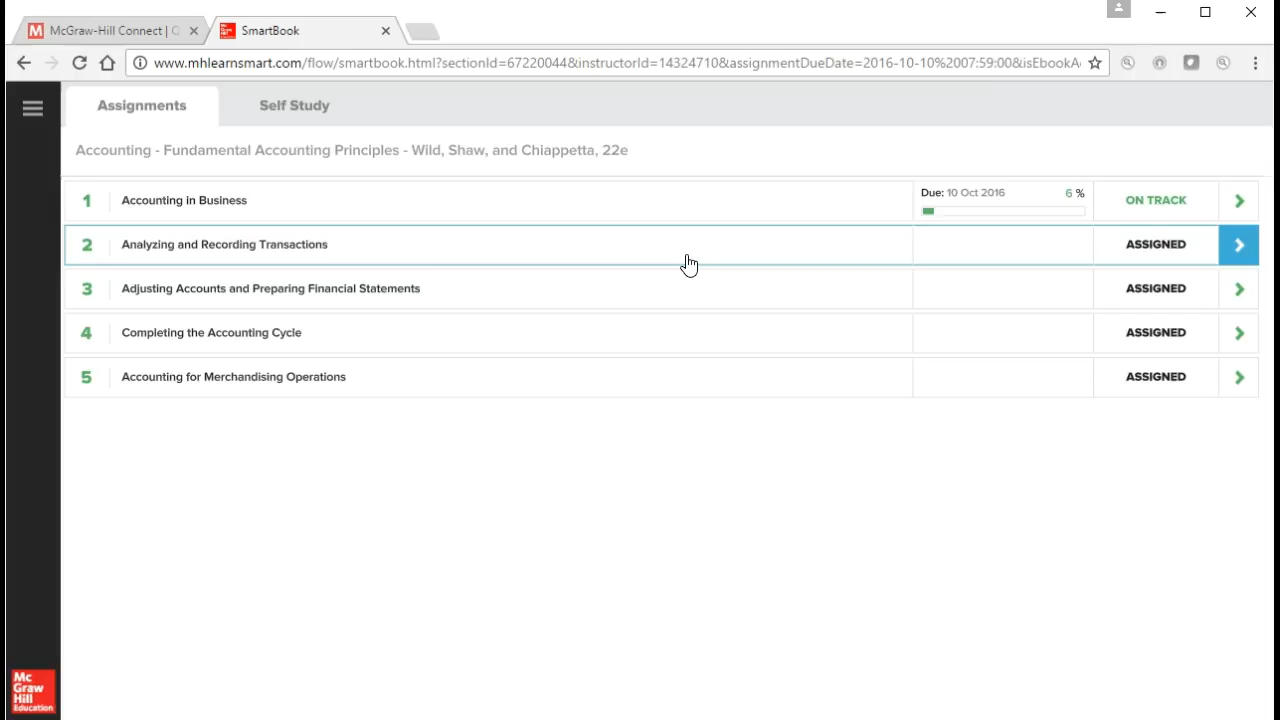 McGraw-Hill Connect | C
SmartBook
www.mhlearnsmart.com/flow/smartbook.html?sectionId=67220044&instructorId=14324710&assignmentDueDate=2016-10-10%2007:59:00&isEbookA
Assignments Self Study
Accounting - Fundamental Accounting Principles - Wild, Shaw, and Chiappetta, 22e
1 Accounting in Business Due: 10 Oct 2016 6 % ON TRACK
2 Analyzing and Recording Transactions ASSIGNED
3 Adjusting Accounts and Preparing Financial Statements ASSIGNED
4 Completing the Accounting Cycle ASSIGNED
5 Accounting for Merchandising Operations ASSIGNED
Mc
Graw
Hill
Education